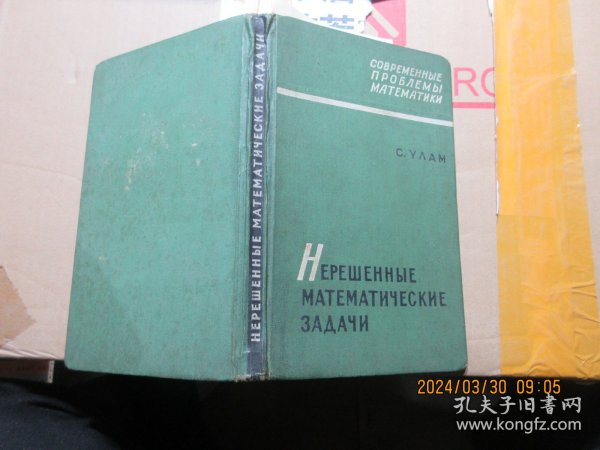 СОВРЕМЕННЫЕ
ПРОБЛЕМЫ
МАТЕМАТИКИ
С. УЛАМ
НЕРЕШЕННЫЕ
МАТЕМАТИЧЕСКИЕ
ЗАДАЧИ
НЕРЕШЕННЫЕ МАТЕМАТИЧЕСКИЕ ЗАДАЧИ
2024/03/30 09:05
孔夫子旧书网
www.kongfz.com